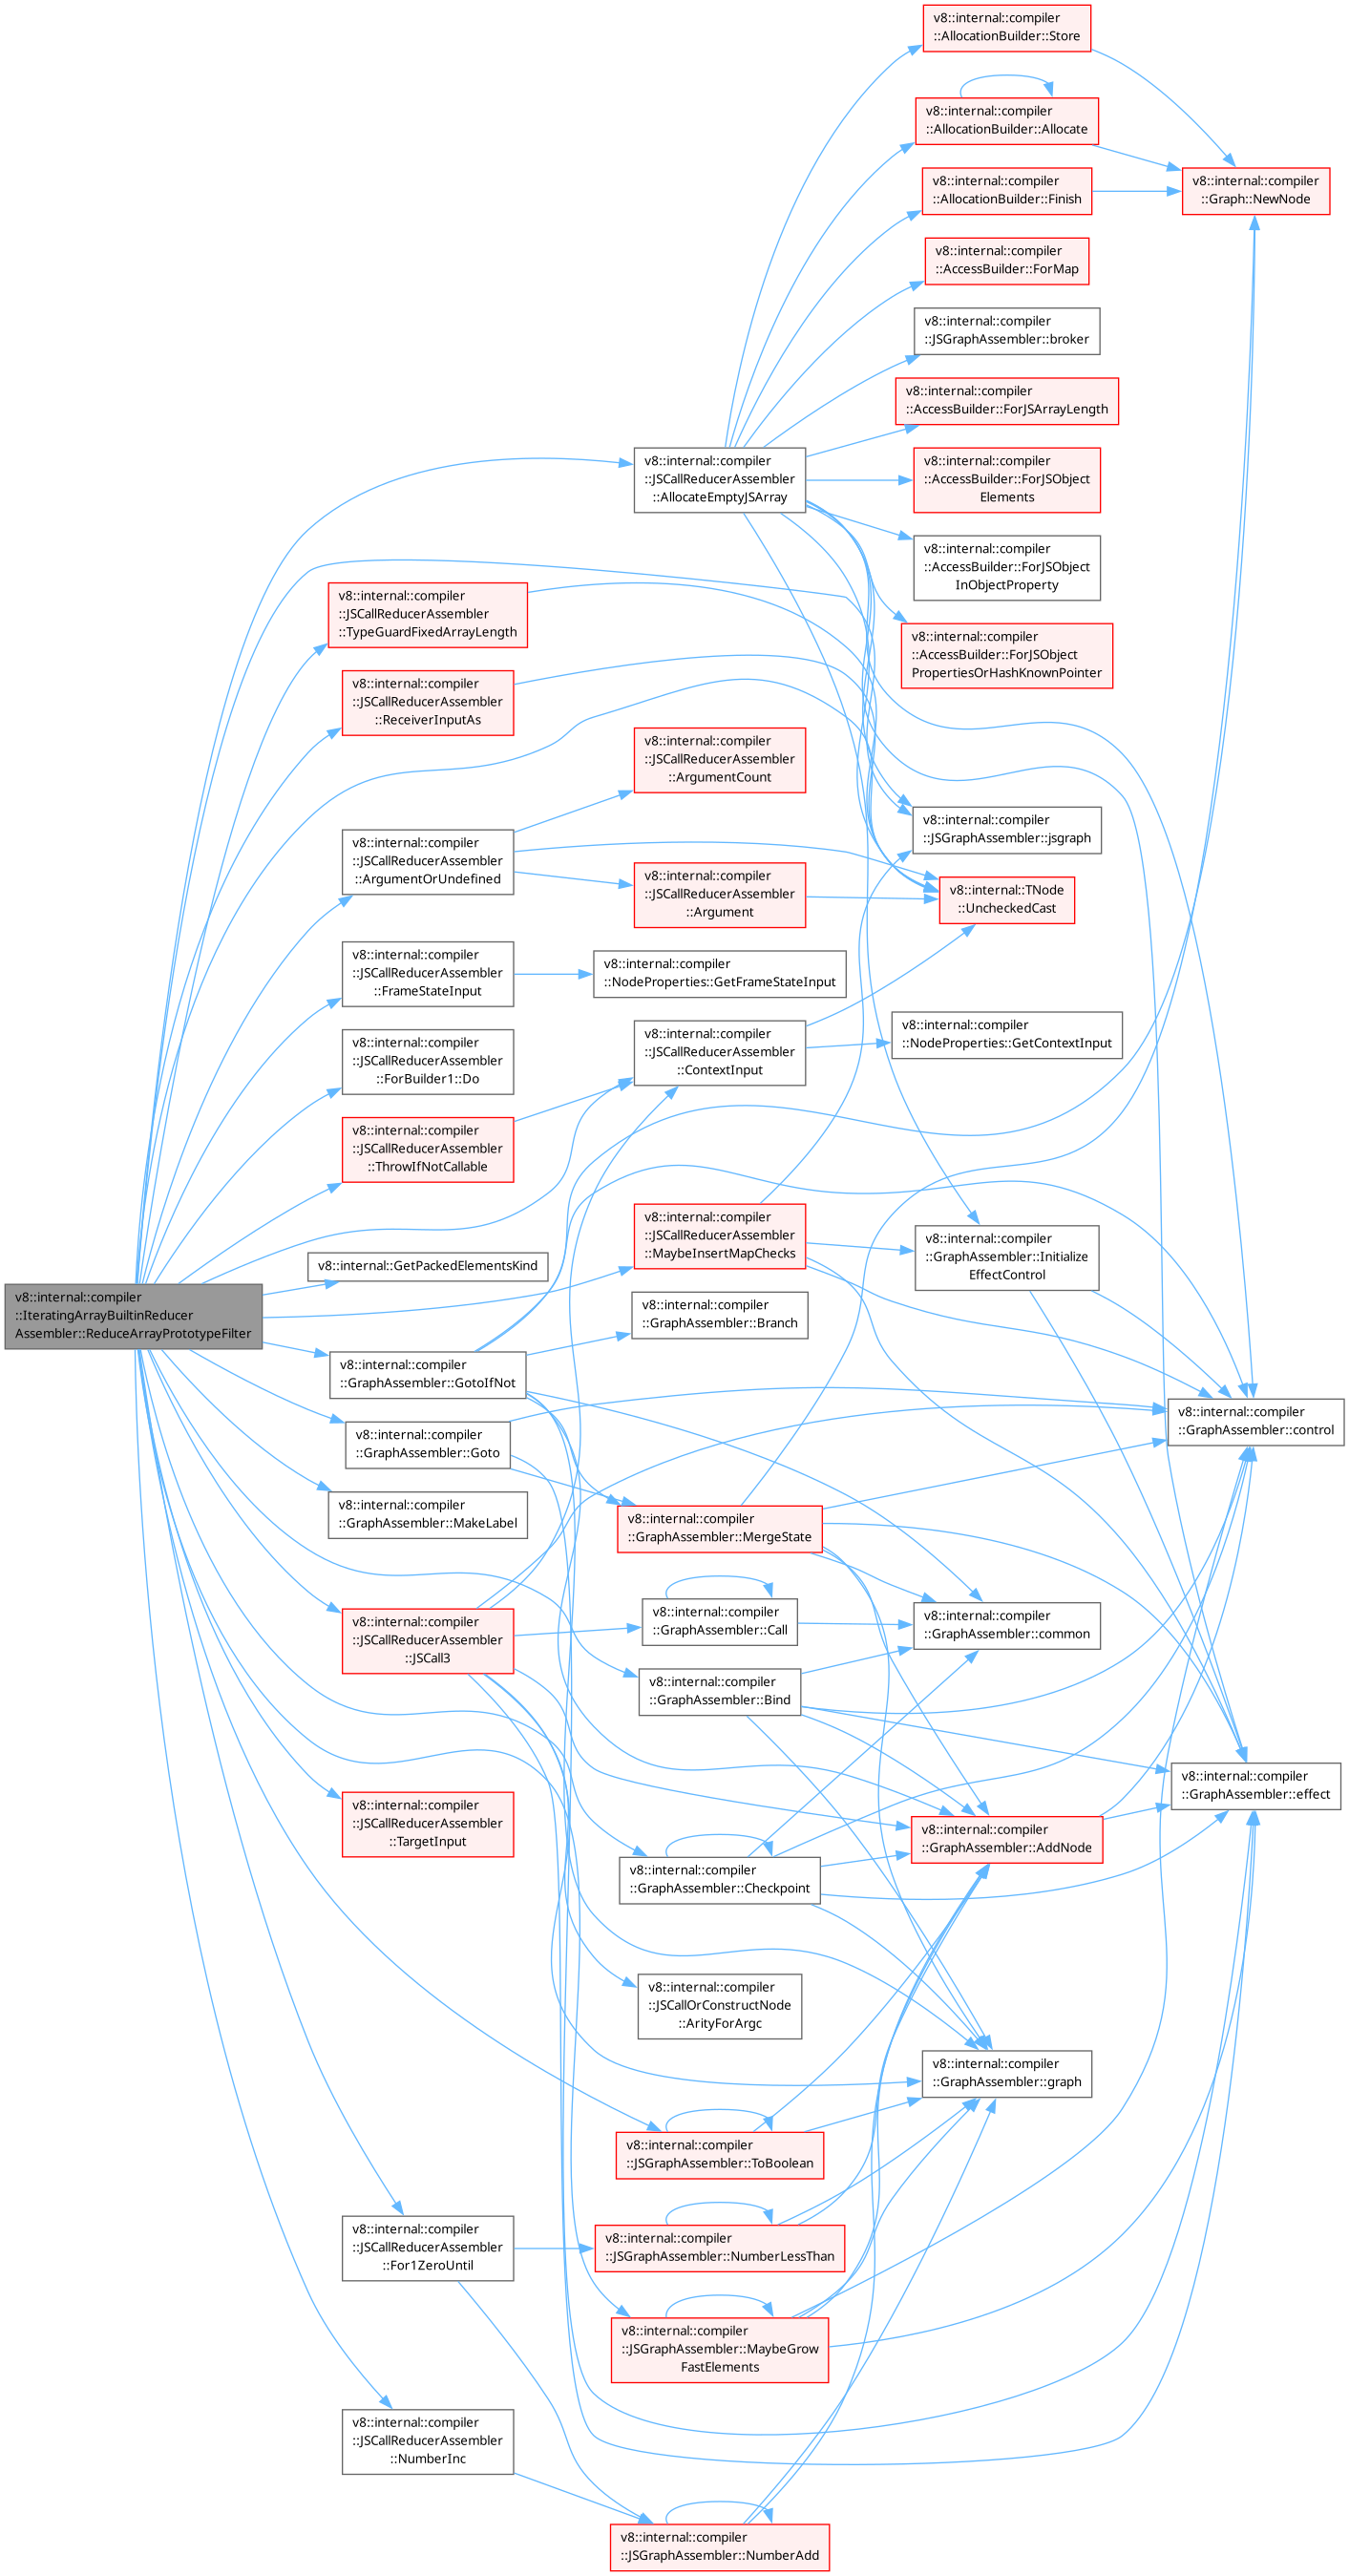 v8::internal::compiler
::AllocationBuilder::Store
v8::internal::compiler
::AllocationBuilder::Allocate
v8::internal::compiler
::AllocationBuilder::Finish
v8::internal::compiler
::Graph::NewNode
v8::internal::compiler
::AccessBuilder::ForMap
v8::internal::compiler
::JSGraphAssembler::broker
v8::internal::compiler
::AccessBuilder::ForJSArrayLength
v8::internal::compiler
::JSCallReducerAssembler
::AllocateEmptyJSArray
v8::internal::compiler
::AccessBuilder::ForJSObject
Elements
v8::internal::compiler
::AccessBuilder::ForJSObject
InObjectProperty
v8::internal::compiler
::JSCallReducerAssembler
::TypeGuardFixedArrayLength
v8::internal::compiler
::AccessBuilder::ForJSObject
PropertiesOrHashKnownPointer
v8::internal::compiler
::JSCallReducerAssembler
::ReceiverInputAs
v8::internal::compiler
::JSCallReducerAssembler
::ArgumentCount
v8::internal::compiler
::JSGraphAssembler::jsgraph
v8::internal::compiler
::JSCallReducerAssembler
::ArgumentOrUndefined
v8::internal::compiler
::JSCallReducerAssembler
::Argument
v8::internal::TNode
::UncheckedCast
v8::internal::compiler
::JSCallReducerAssembler
::FrameStateInput
v8::internal::compiler
::NodeProperties::GetFrameStateInput
v8::internal::compiler
::JSCallReducerAssembler
::ForBuilder1::Do
v8::internal::compiler
::JSCallReducerAssembler
::ContextInput
v8::internal::compiler
::NodeProperties::GetContextInput
v8::internal::compiler
::JSCallReducerAssembler
::ThrowIfNotCallable
v8::internal::compiler
::JSCallReducerAssembler
::MaybeInsertMapChecks
v8::internal::compiler
::GraphAssembler::Initialize
EffectControl
v8::internal::GetPackedElementsKind
v8::internal::compiler
::IteratingArrayBuiltinReducer
Assembler::ReduceArrayPrototypeFilter
v8::internal::compiler
::GraphAssembler::Branch
v8::internal::compiler
::GraphAssembler::GotoIfNot
v8::internal::compiler
::GraphAssembler::Goto
v8::internal::compiler
::GraphAssembler::control
v8::internal::compiler
::GraphAssembler::MakeLabel
v8::internal::compiler
::GraphAssembler::MergeState
v8::internal::compiler
::JSCallReducerAssembler
::JSCall3
v8::internal::compiler
::GraphAssembler::Call
v8::internal::compiler
::GraphAssembler::common
v8::internal::compiler
::GraphAssembler::Bind
v8::internal::compiler
::GraphAssembler::effect
v8::internal::compiler
::JSCallReducerAssembler
::TargetInput
v8::internal::compiler
::GraphAssembler::AddNode
v8::internal::compiler
::GraphAssembler::Checkpoint
v8::internal::compiler
::JSCallOrConstructNode
::ArityForArgc
v8::internal::compiler
::GraphAssembler::graph
v8::internal::compiler
::JSGraphAssembler::ToBoolean
v8::internal::compiler
::JSCallReducerAssembler
::For1ZeroUntil
v8::internal::compiler
::JSGraphAssembler::NumberLessThan
v8::internal::compiler
::JSGraphAssembler::MaybeGrow
FastElements
v8::internal::compiler
::JSCallReducerAssembler
::NumberInc
v8::internal::compiler
::JSGraphAssembler::NumberAdd